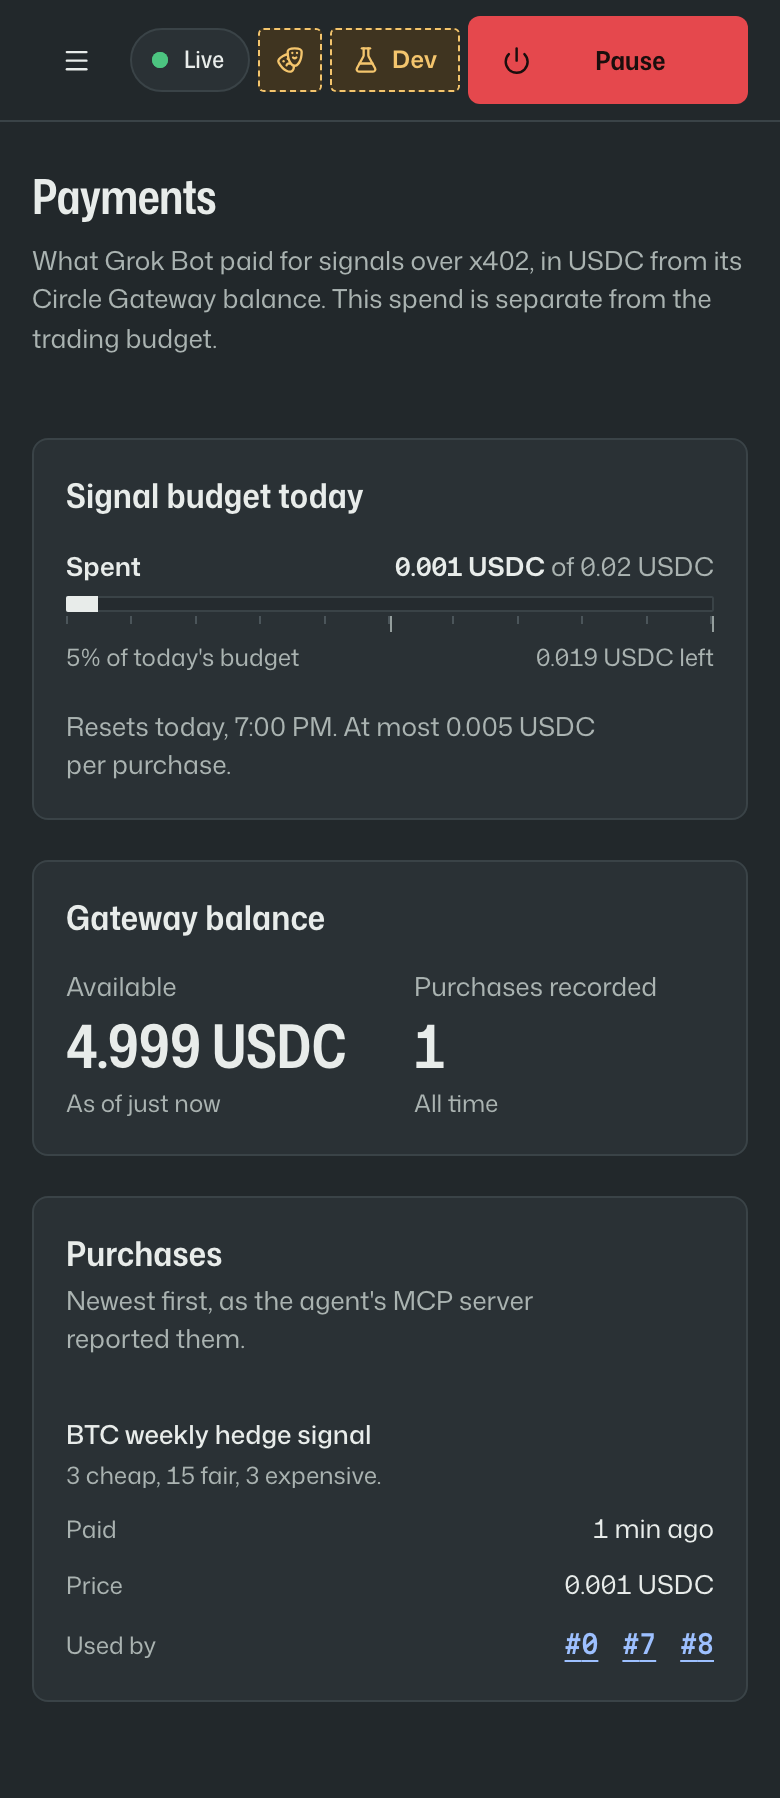 Live
Dev
Pause
Payments
What Grok Bot paid for signals over x402, in USDC from its
Circle Gateway balance. This spend is separate from the
trading budget.
Signal budget today
Spent 0.001 USDC of 0.02 USDC
5% of today's budget 0.019 USDC left
Resets today, 7:00 PM. At most 0.005 USDC
per purchase.
Gateway balance
Available Purchases recorded
4.999 USDC 1
As of just now All time
Purchases
Newest first, as the agent's MCP server
reported them.
BTC weekly hedge signal
3 cheap, 15 fair, 3 expensive.
Paid 1 min ago
Price 0.001 USDC
Used by #0 #7 #8